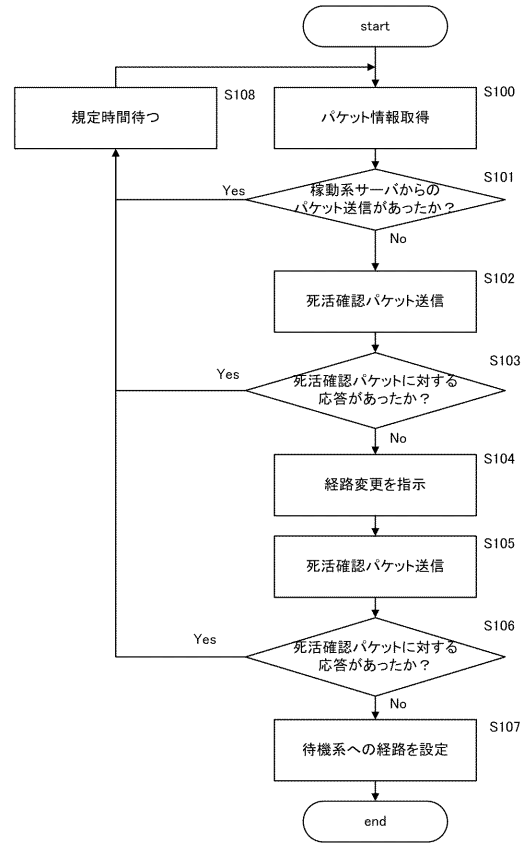 start
S100
パケット情報取得
S108
規定時間待つ
S101
稼動系サーバからの
パケット送信があったか？
Yes
No
S102
死活確認パケット送信
S103
死活確認パケットに対する
応答があったか？
Yes
No
S104
経路変更を指示
S105
死活確認パケット送信
S106
死活確認パケットに対する
応答があったか？
Yes
No
S107
待機系への経路を設定
end